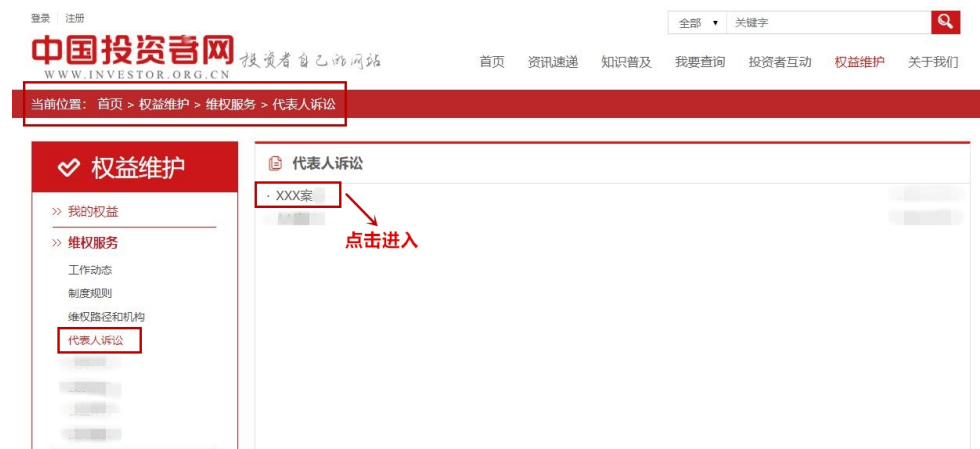 登录 注册
全部 ▼ 关键字
中国投资者网 投资者自己的网站
WWW.INVESTOR.ORG.CN
首页 资讯速递 知识普及 我要查询 投资者互动 权益维护 关于我们
当前位置： 首页 > 权益维护 > 维权服务 > 代表人诉讼
权益维护
代表人诉讼
· XXX案
点击进入
>> 我的权益
>> 维权服务
工作动态
制度规则
维权路径和机构
代表人诉讼